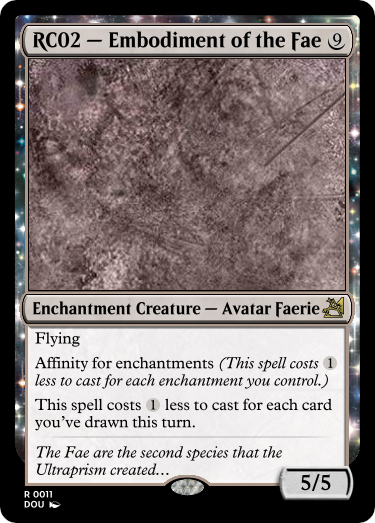 RC02 — Embodiment of the Fae 9
Enchantment Creature — Avatar Faerie
Flying
Affinity for enchantments (This spell costs 1
less to cast for each enchantment you control.)
This spell costs 1 less to cast for each card
you’ve drawn this turn.
The Fae are the second species that the
Ultraprism created…
5/5
R 0011
DOU